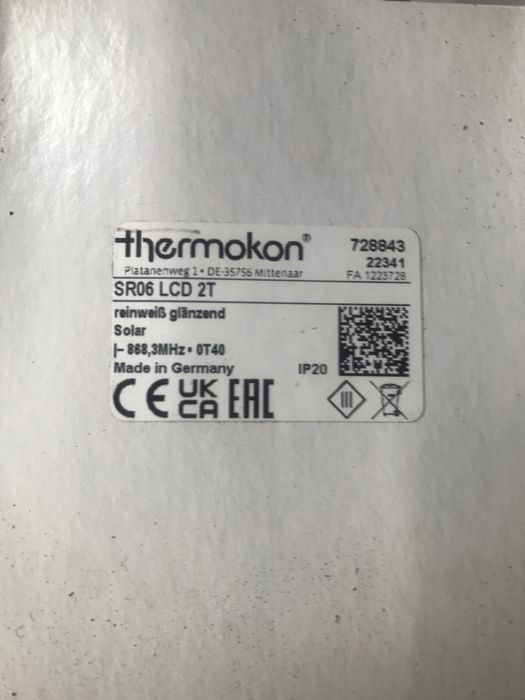 thermokon®
Platanenweg 1 • DE-35756 Mittenaar
728843
22341
FA 1223728
SR06 LCD 2T
reinweiß glänzend
Solar
|- 868,3MHz • 0T40
Made in Germany
IP20
CE UK CA EAC
III